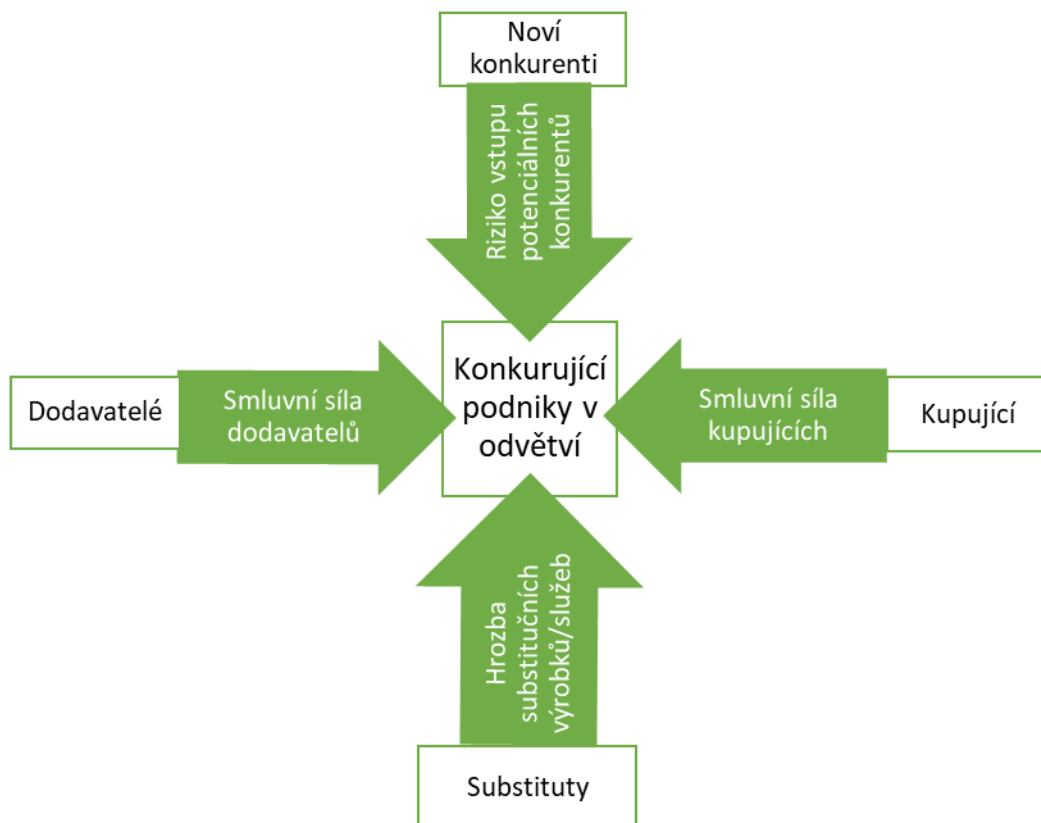 Noví
konkurenti
Riziko vstupu
potenciálních
konkurentů
Dodavatelé
Smluvní síla
dodavatelů
Konkurující
podniky v
odvětví
Smluvní síla
kupujících
Kupující
Hrozba
substitučních
výrobků/služeb
Substituty